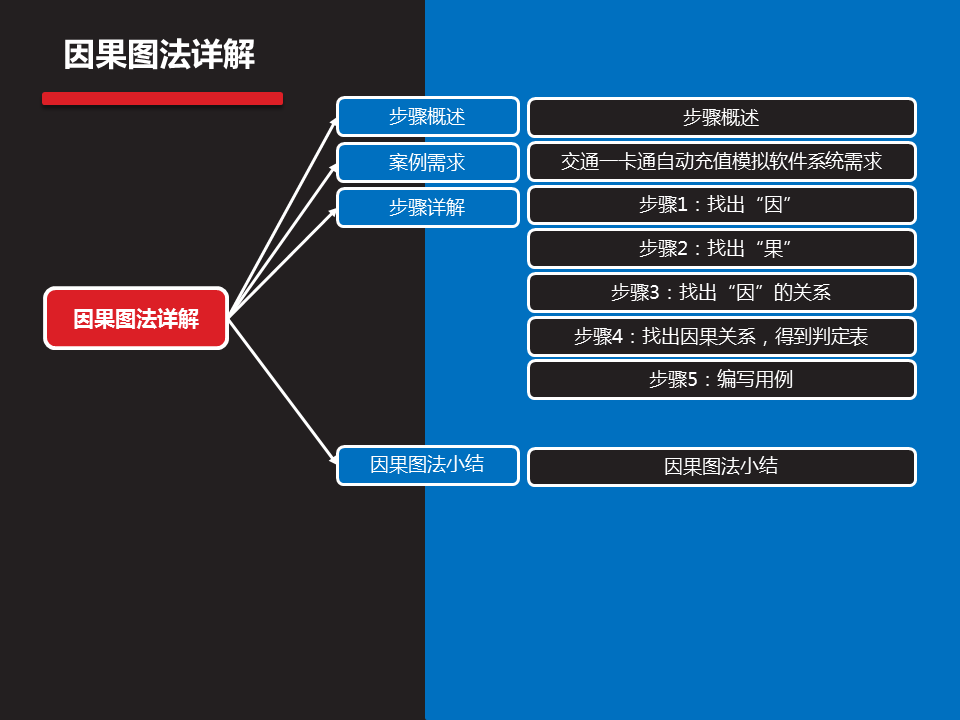 因果图法详解
步骤概述
步骤概述
案例需求
交通一卡通自动充值模拟软件系统需求
步骤详解
步骤1：找出“因”
步骤2：找出“果”
步骤3：找出“因”的关系
因果图法详解
步骤4：找出因果关系，得到判定表
步骤5：编写用例
因果图法小结
因果图法小结